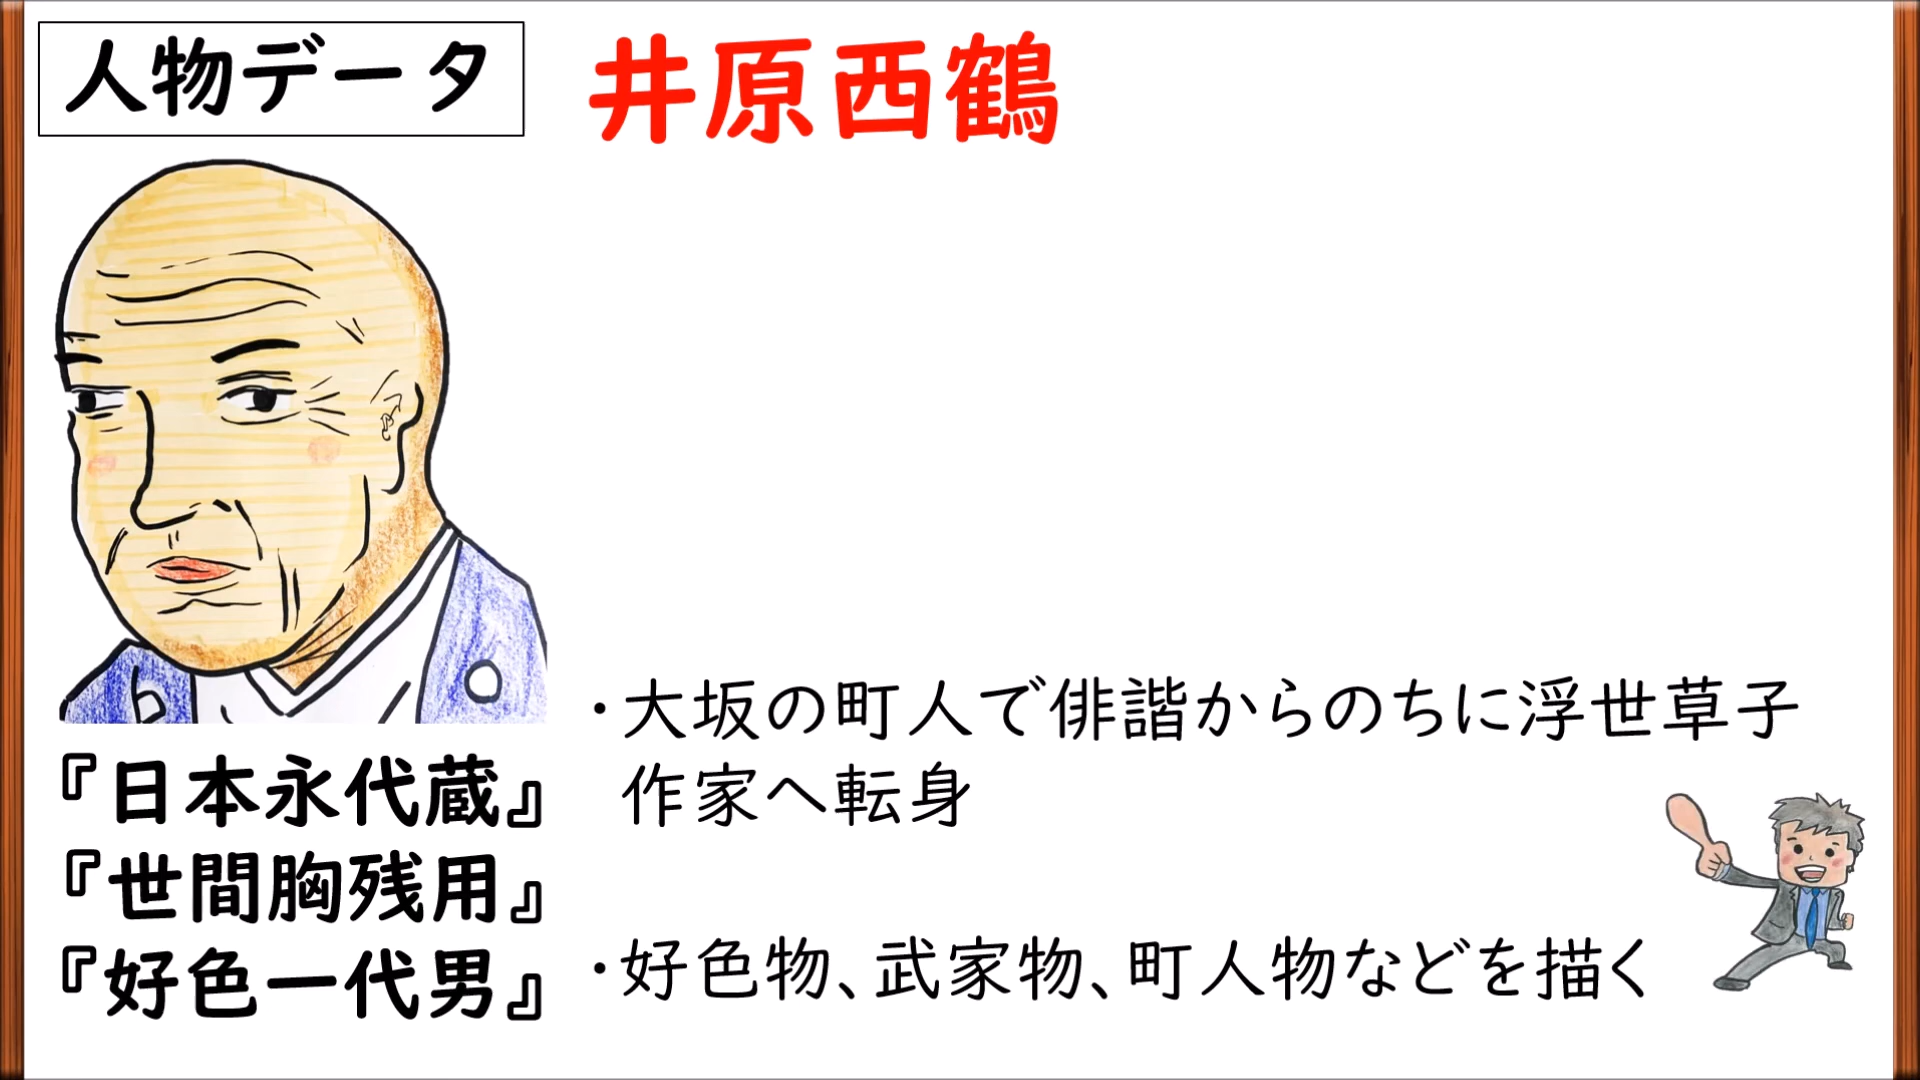 人物データ
井原西鶴
『日本永代蔵』
『世間胸残用』
『好色一代男』
・大坂の町人で俳諧からのちに浮世草子
作家へ転身
・好色物、武家物、町人物などを描く